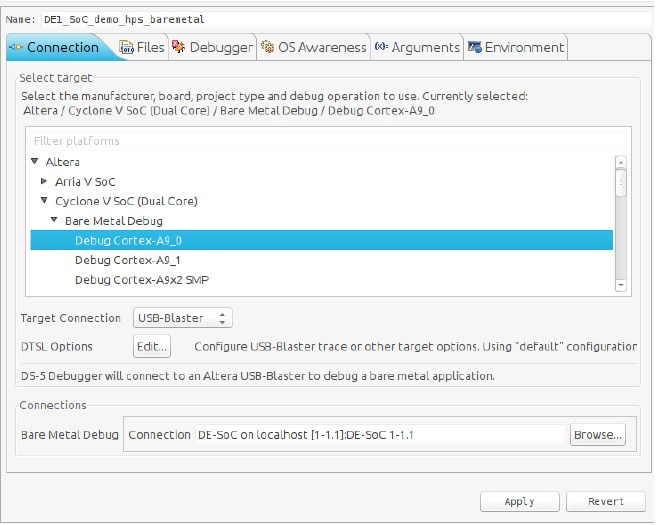 Name: DE1_SoC_demo_hps_baremetal
Connection Files Debugger OS Awareness (x)= Arguments Environment
Select target
Select the manufacturer, board, project type and debug operation to use. Currently selected:
Altera / Cyclone V SoC (Dual Core) / Bare Metal Debug / Debug Cortex-A9_0
Filter platforms
Altera
Arria V SoC
Cyclone V SoC (Dual Core)
Bare Metal Debug
Debug Cortex-A9_0
Debug Cortex-A9_1
Debug Cortex-A9x2 SMP
Target Connection USB-Blaster
DTSL Options Edit... Configure USB-Blaster trace or other target options. Using "default" configuration
DS-5 Debugger will connect to an Altera USB-Blaster to debug a bare metal application.
Connections
Bare Metal Debug Connection DE-SoC on localhost [1-1.1]:DE-SoC 1-1.1 Browse...
Apply Revert